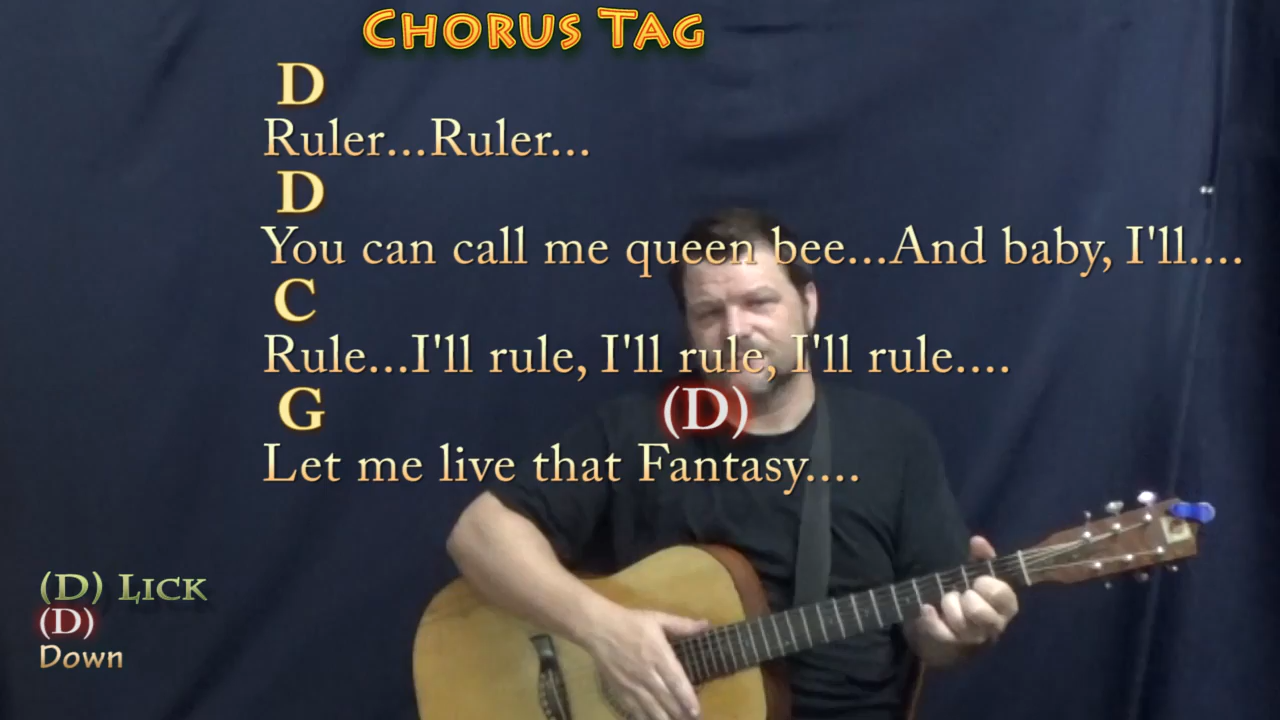 Chorus Tag
D
Ruler...Ruler...
D
You can call me queen bee...And baby, I'll....
C
Rule...I'll rule, I'll rule, I'll rule....
G (D)
Let me live that Fantasy....
(D) Lick
(D)
Down